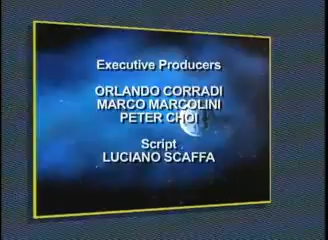 Executive Producers
ORLANDO CORRADI
MARCO MARCOLINI
PETER CHOI
Script
LUCIANO SCAFFA